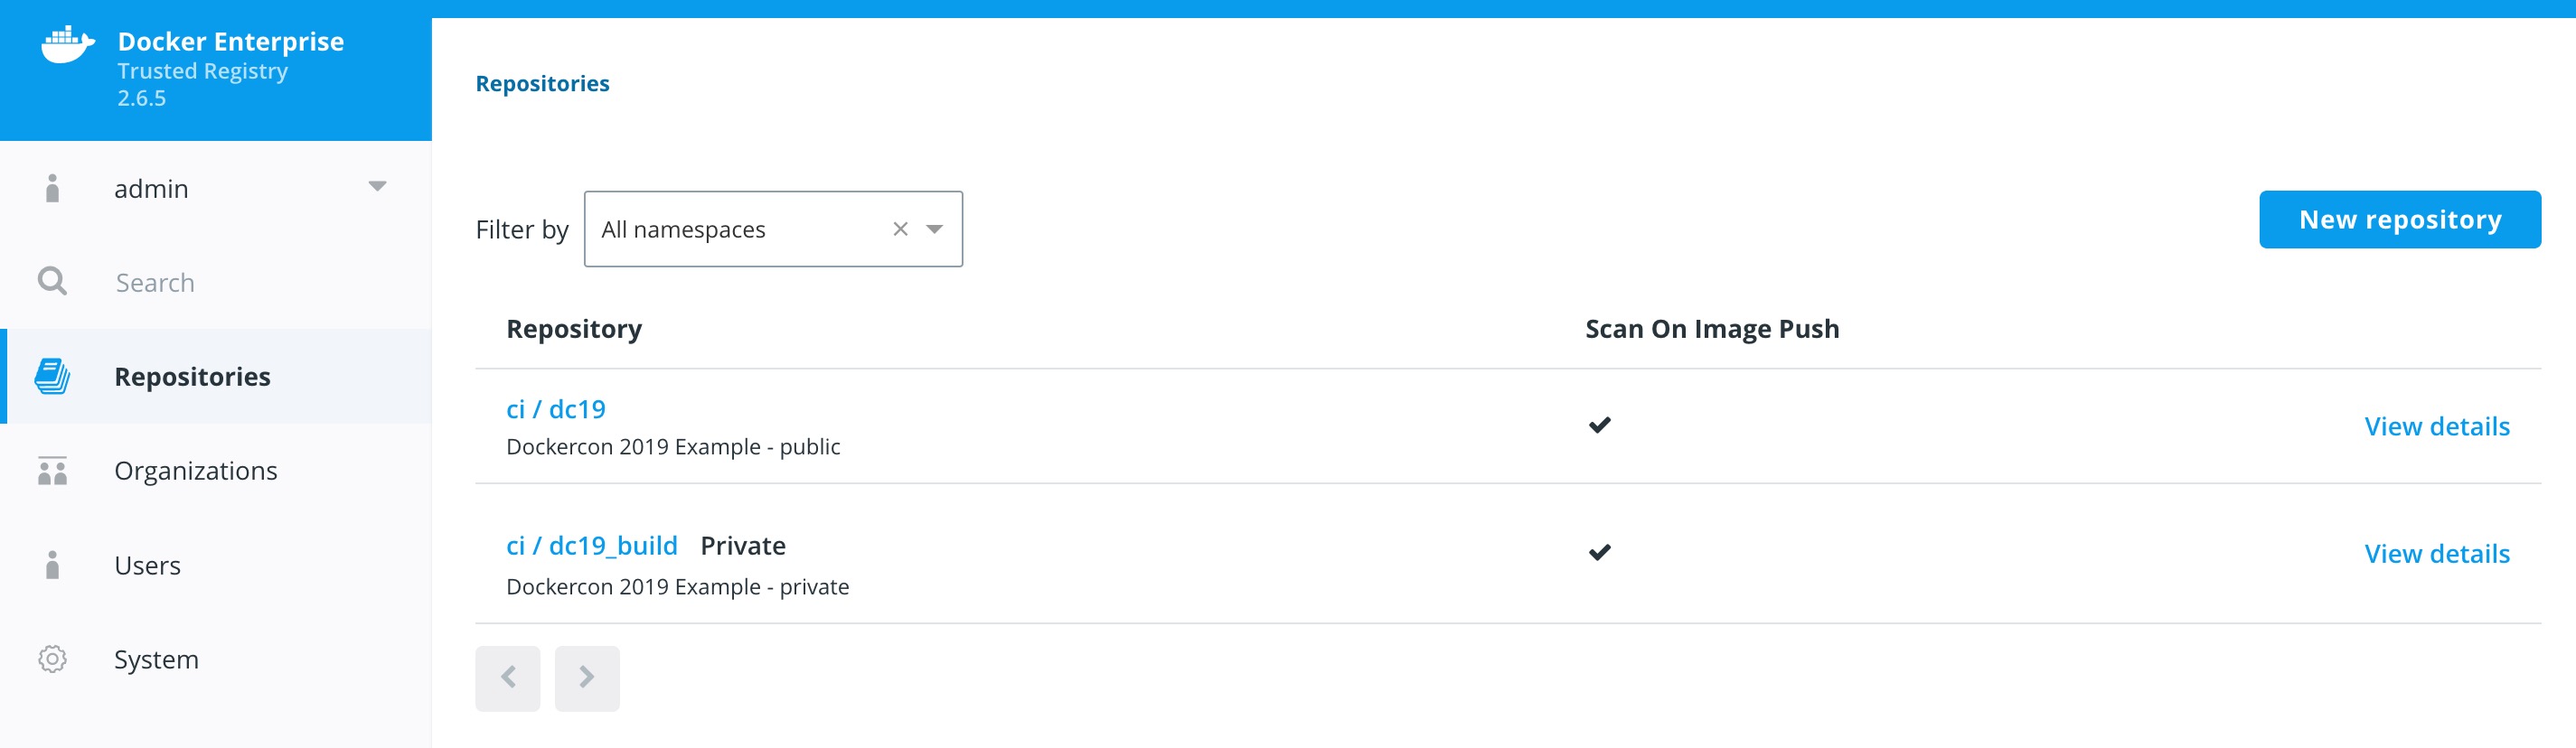 Docker Enterprise
Trusted Registry
2.6.5
admin
Search
Repositories
Organizations
Users
System
Repositories
Filter by All namespaces
New repository
Repository Scan On Image Push
ci / dc19
Dockercon 2019 Example - public
View details
ci / dc19_build Private
Dockercon 2019 Example - private
View details